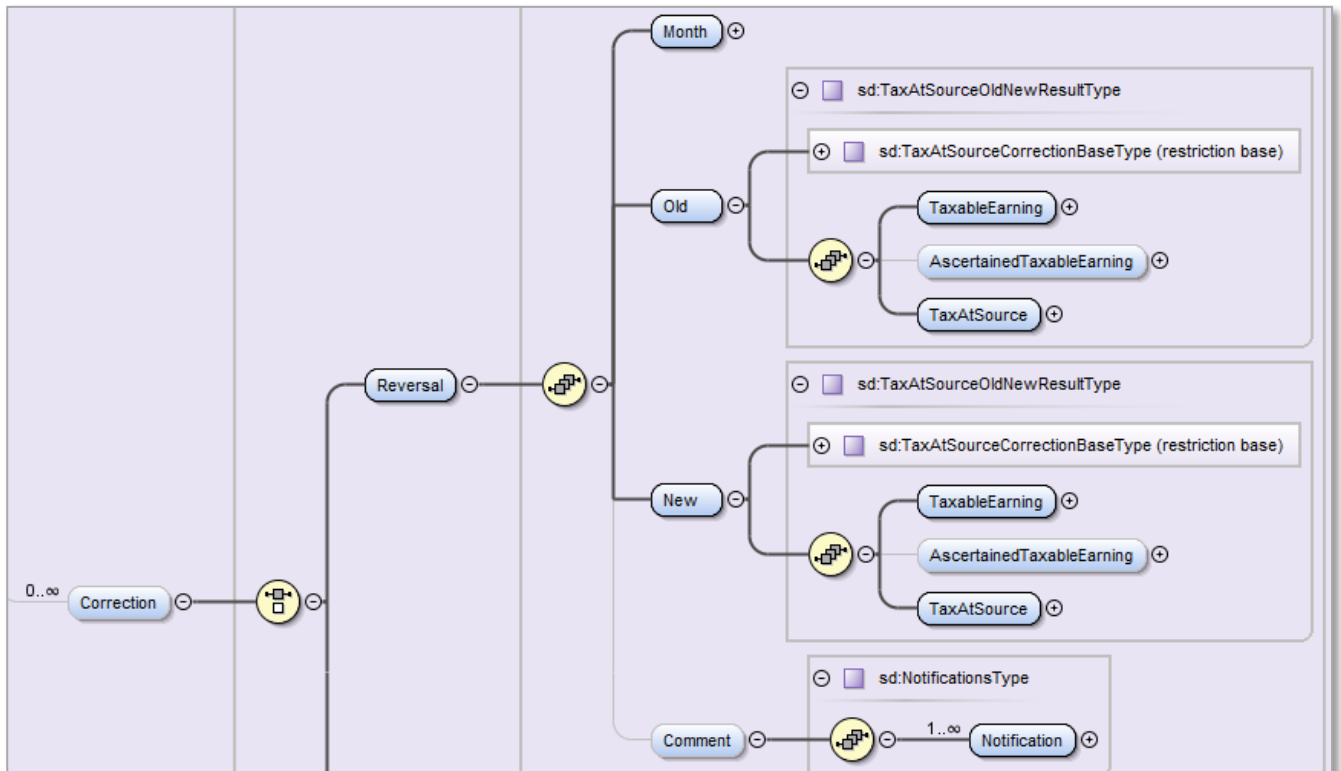 Month
sd:TaxAtSourceOldNewResultType
sd:TaxAtSourceCorrectionBaseType (restriction base)
Old
TaxableEarning
AscertainedTaxableEarning
TaxAtSource
Reversal
sd:TaxAtSourceOldNewResultType
sd:TaxAtSourceCorrectionBaseType (restriction base)
New
TaxableEarning
AscertainedTaxableEarning
TaxAtSource
0..∞
Correction
sd:NotificationsType
Comment
1..∞
Notification